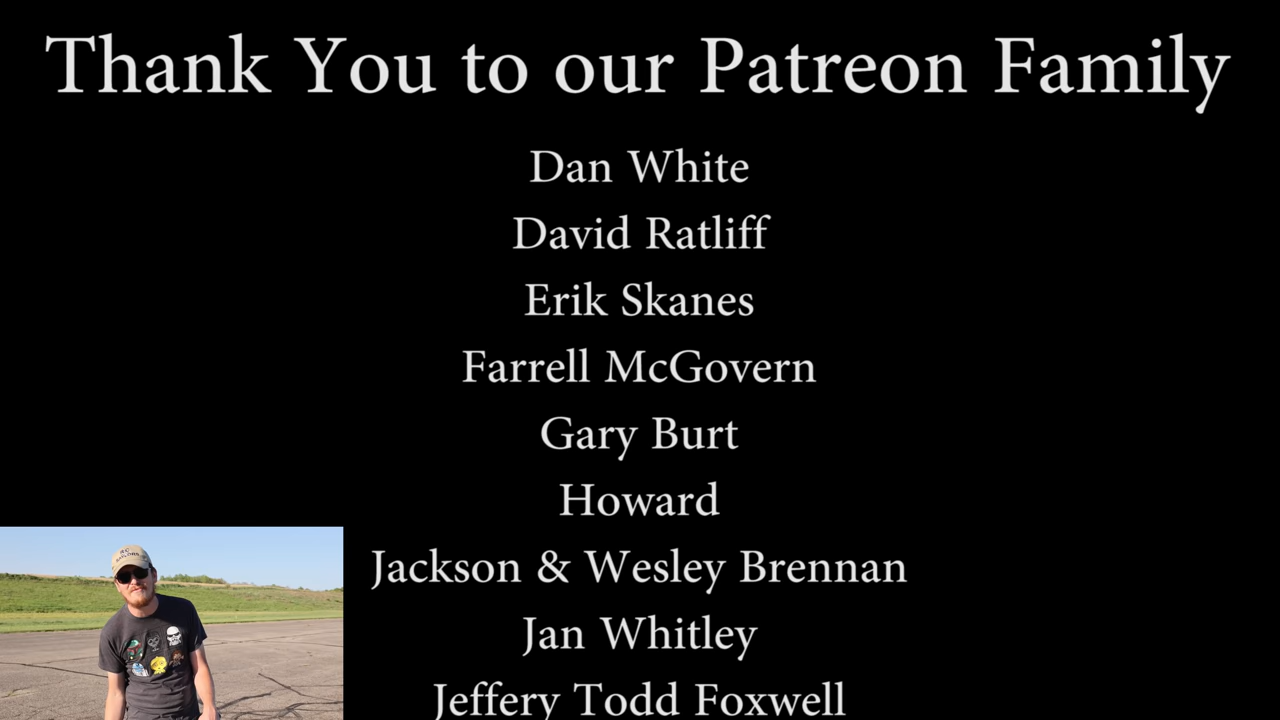 Thank You to our Patreon Family
Dan White
David Ratliff
Erik Skanes
Farrell McGovern
Gary Burt
Howard
Jackson & Wesley Brennan
Jan Whitley
Jeffery Todd Foxwell